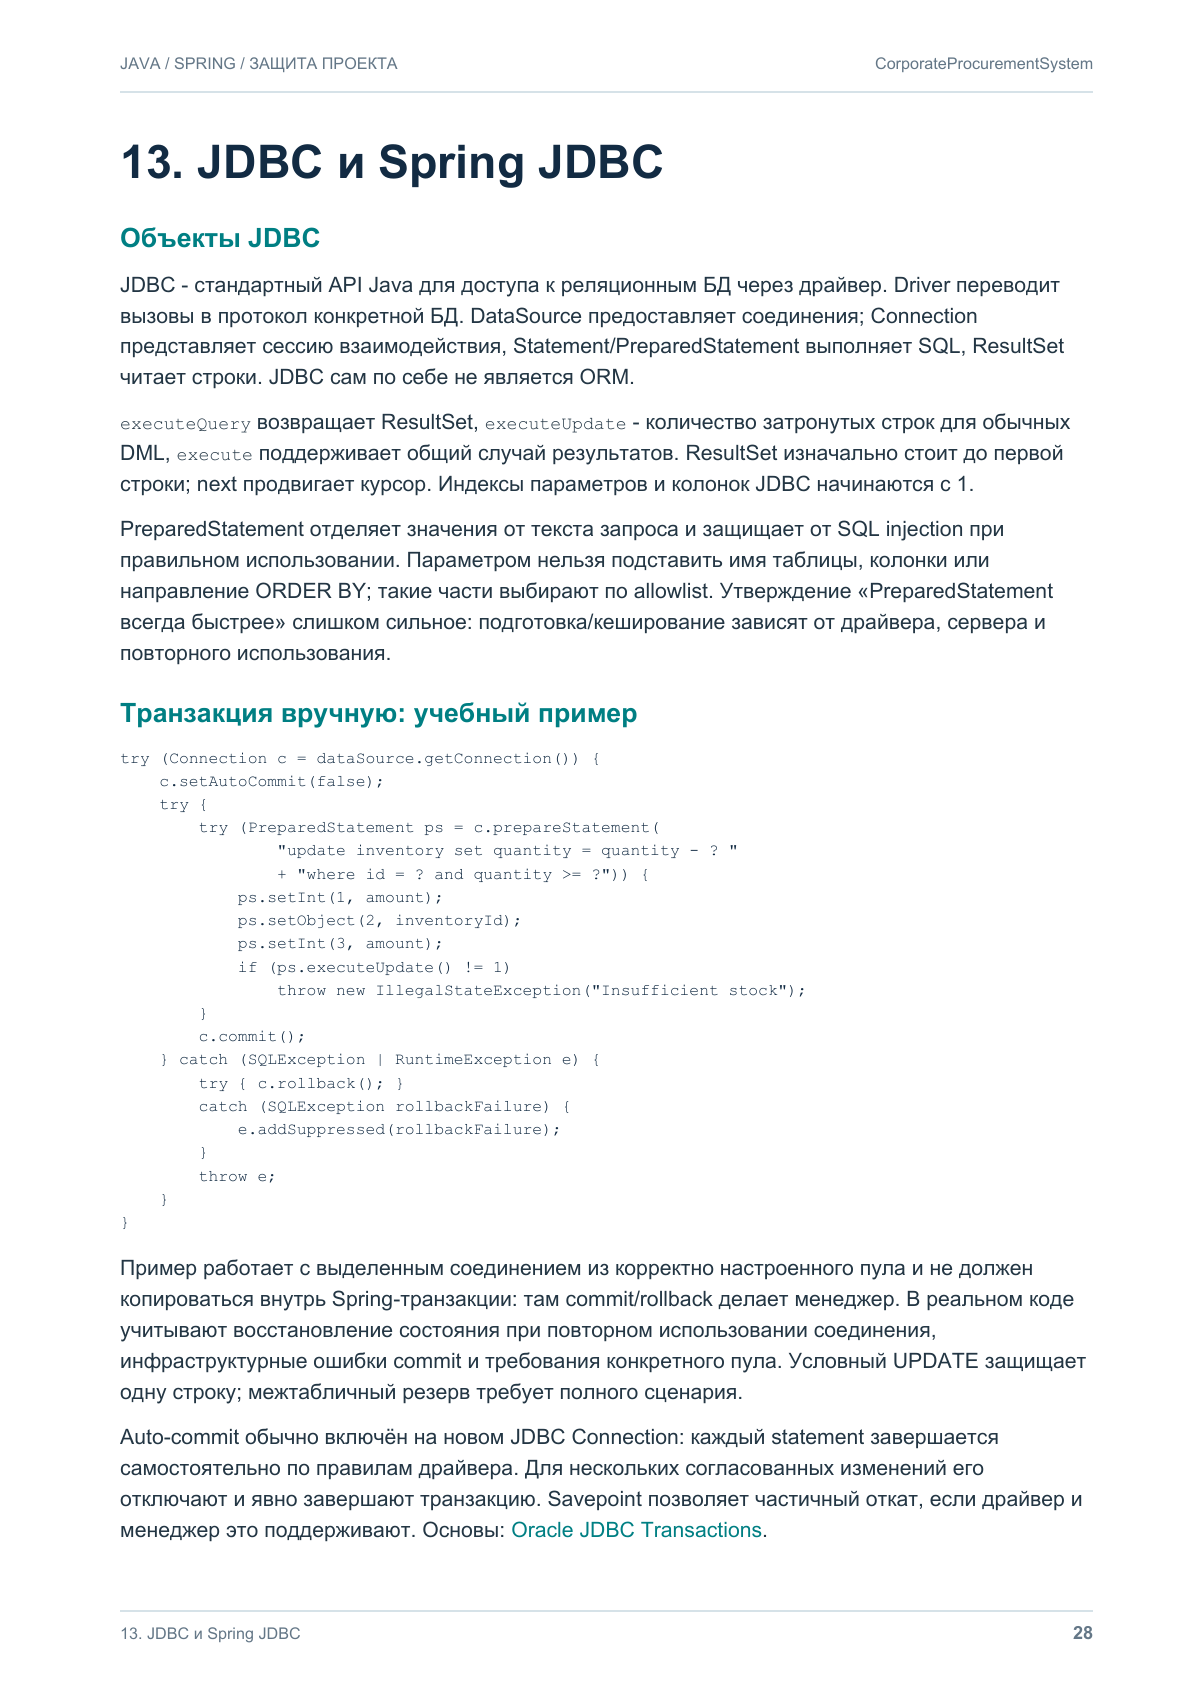 JAVA / SPRING / ЗАЩИТА ПРОЕКТА
CorporateProcurementSystem
13. JDBC и Spring JDBC
Объекты JDBC
JDBC - стандартный API Java для доступа к реляционным БД через драйвер. Driver переводит
вызовы в протокол конкретной БД. DataSource предоставляет соединения; Connection
представляет сессию взаимодействия, Statement/PreparedStatement выполняет SQL, ResultSet
читает строки. JDBC сам по себе не является ORM.
executeQuery возвращает ResultSet, executeUpdate - количество затронутых строк для обычных
DML, execute поддерживает общий случай результатов. ResultSet изначально стоит до первой
строки; next продвигает курсор. Индексы параметров и колонок JDBC начинаются с 1.
PreparedStatement отделяет значения от текста запроса и защищает от SQL injection при
правильном использовании. Параметром нельзя подставить имя таблицы, колонки или
направление ORDER BY; такие части выбирают по allowlist. Утверждение «PreparedStatement
всегда быстрее» слишком сильное: подготовка/кеширование зависят от драйвера, сервера и
повторного использования.
Транзакция вручную: учебный пример
try (Connection c = dataSource.getConnection()) {
    c.setAutoCommit(false);
    try {
        try (PreparedStatement ps = c.prepareStatement(
                "update inventory set quantity = quantity - ? "
                + "where id = ? and quantity >= ?")) {
            ps.setInt(1, amount);
            ps.setObject(2, inventoryId);
            ps.setInt(3, amount);
            if (ps.executeUpdate() != 1)
                throw new IllegalStateException("Insufficient stock");
        }
        c.commit();
    } catch (SQLException | RuntimeException e) {
        try { c.rollback(); }
        catch (SQLException rollbackFailure) {
            e.addSuppressed(rollbackFailure);
        }
        throw e;
    }
}
Пример работает с выделенным соединением из корректно настроенного пула и не должен
копироваться внутрь Spring-транзакции: там commit/rollback делает менеджер. В реальном коде
учитывают восстановление состояния при повторном использовании соединения,
инфраструктурные ошибки commit и требования конкретного пула. Условный UPDATE защищает
одну строку; межтабличный резерв требует полного сценария.
Auto-commit обычно включён на новом JDBC Connection: каждый statement завершается
самостоятельно по правилам драйвера. Для нескольких согласованных изменений его
отключают и явно завершают транзакцию. Savepoint позволяет частичный откат, если драйвер и
менеджер это поддерживают. Основы: Oracle JDBC Transactions.
13. JDBC и Spring JDBC
28